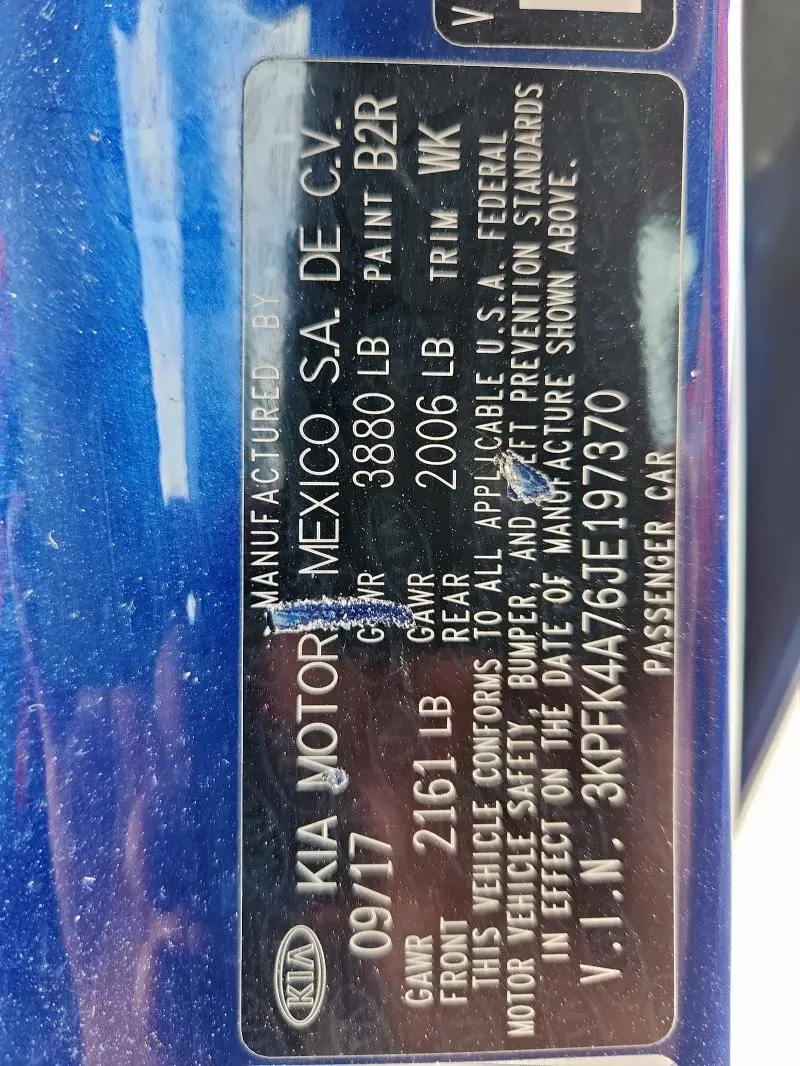 V
MANUFACTURED BY
KIA KIA MOTORS MEXICO S.A. DE C.V.
09/17 GVWR 3880 LB PAINT B2R
GAWR FRONT 2161 LB GAWR REAR 2006 LB TRIM WK
THIS VEHICLE CONFORMS TO ALL APPLICABLE U.S.A. FEDERAL
MOTOR VEHICLE SAFETY, BUMPER, AND THEFT PREVENTION STANDARDS
IN EFFECT ON THE DATE OF MANUFACTURE SHOWN ABOVE.
V.I.N. 3KPFK4A76JE197370
PASSENGER CAR